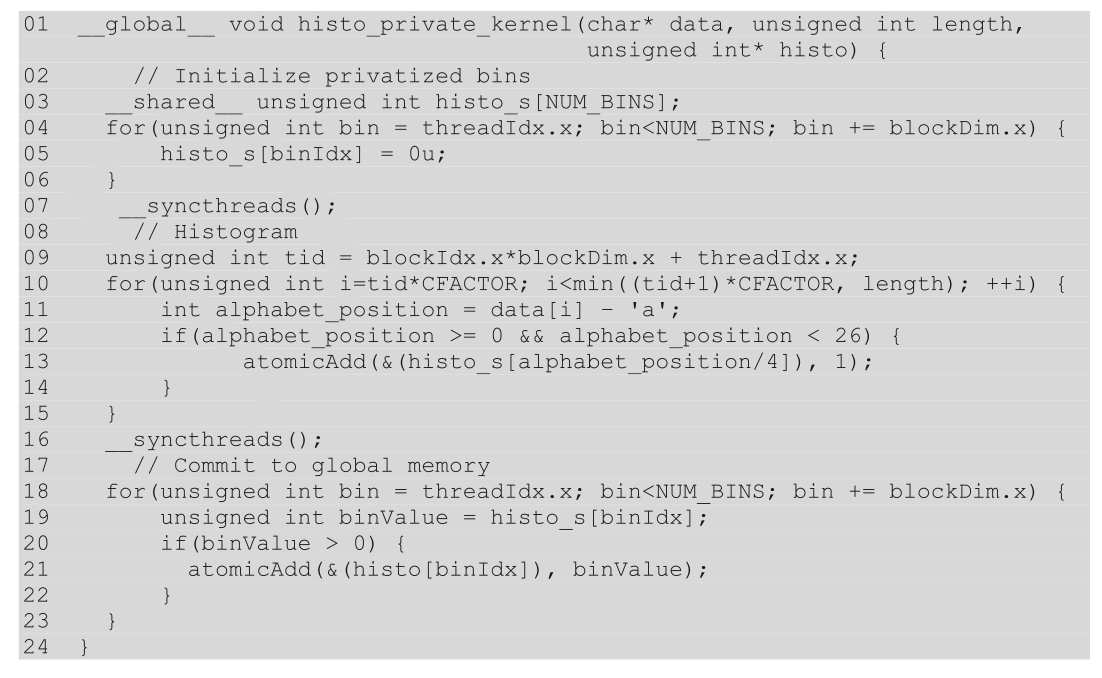 01 __global__ void histo_private_kernel(char* data, unsigned int length,
unsigned int* histo) {
02 // Initialize privatized bins
03 __shared__ unsigned int histo_s[NUM_BINS];
04 for(unsigned int bin = threadIdx.x; bin<NUM_BINS; bin += blockDim.x) {
05 histo_s[binIdx] = 0u;
06 }
07 __syncthreads();
08 // Histogram
09 unsigned int tid = blockIdx.x*blockDim.x + threadIdx.x;
10 for(unsigned int i=tid*CFACTOR; i<min((tid+1)*CFACTOR, length); ++i) {
11 int alphabet_position = data[i] – 'a';
12 if(alphabet_position >= 0 && alphabet_position < 26) {
13 atomicAdd(&(histo_s[alphabet_position/4]), 1);
14 }
15 }
16 __syncthreads();
17 // Commit to global memory
18 for(unsigned int bin = threadIdx.x; bin<NUM_BINS; bin += blockDim.x) {
19 unsigned int binValue = histo_s[binIdx];
20 if(binValue > 0) {
21 atomicAdd(&(histo[binIdx]), binValue);
22 }
23 }
24 }